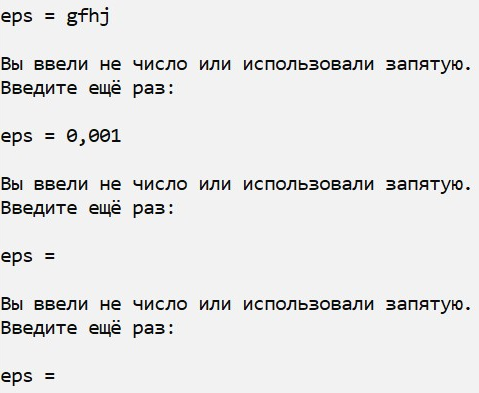 eps = gfhj
Вы ввели не число или использовали запятую.
Введите ещё раз:
eps = 0,001
Вы ввели не число или использовали запятую.
Введите ещё раз:
eps =
Вы ввели не число или использовали запятую.
Введите ещё раз:
eps =